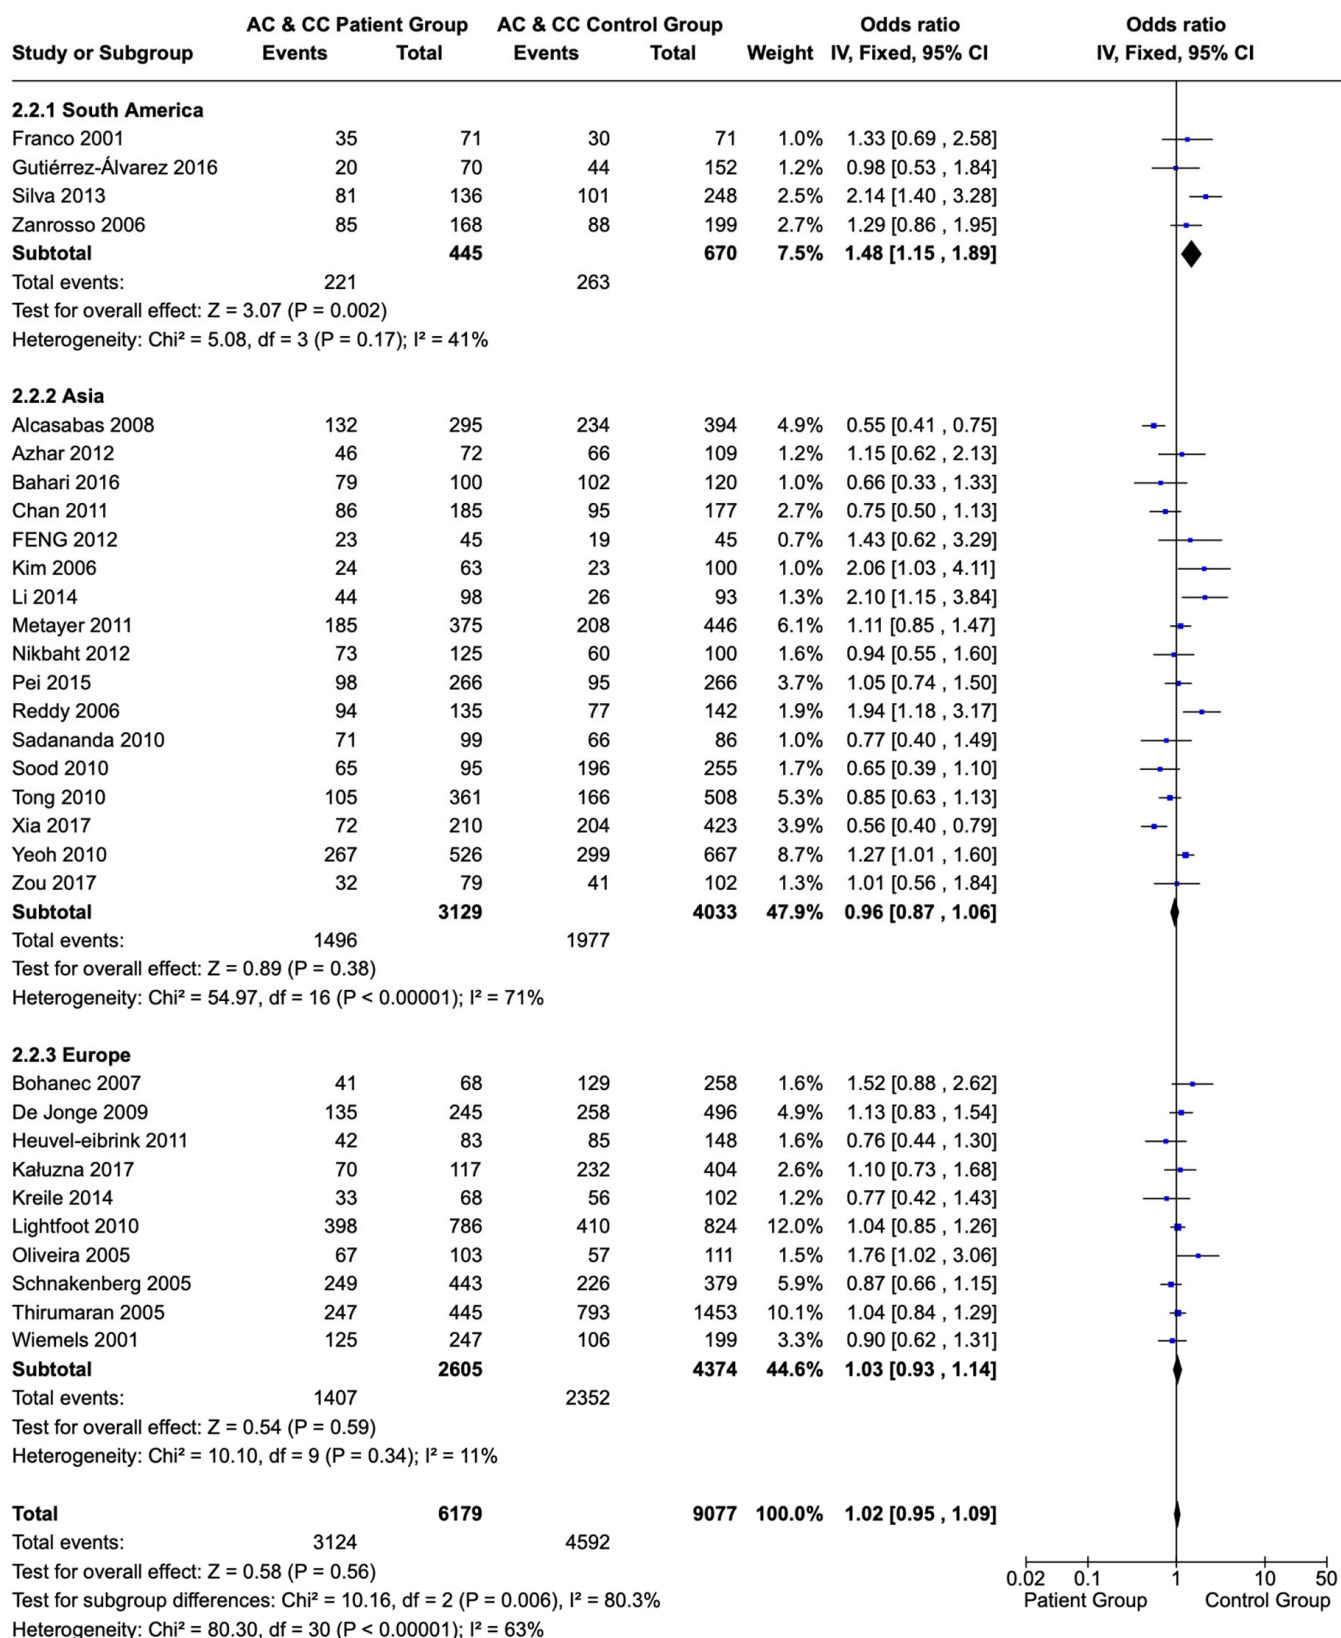 AC & CC Patient Group AC & CC Control Group Odds ratio Odds ratio
Study or Subgroup Events Total Events Total Weight IV, Fixed, 95% CI IV, Fixed, 95% CI
2.2.1 South America
Franco 2001 35 71 30 71 1.0% 1.33 [0.69 , 2.58]
Gutiérrez-Álvarez 2016 20 70 44 152 1.2% 0.98 [0.53 , 1.84]
Silva 2013 81 136 101 248 2.5% 2.14 [1.40 , 3.28]
Zanrosso 2006 85 168 88 199 2.7% 1.29 [0.86 , 1.95]
Subtotal 445 670 7.5% 1.48 [1.15 , 1.89]
Total events: 221 263
Test for overall effect: Z = 3.07 (P = 0.002)
Heterogeneity: Chi² = 5.08, df = 3 (P = 0.17); I² = 41%
2.2.2 Asia
Alcasabas 2008 132 295 234 394 4.9% 0.55 [0.41 , 0.75]
Azhar 2012 46 72 66 109 1.2% 1.15 [0.62 , 2.13]
Bahari 2016 79 100 102 120 1.0% 0.66 [0.33 , 1.33]
Chan 2011 86 185 95 177 2.7% 0.75 [0.50 , 1.13]
FENG 2012 23 45 19 45 0.7% 1.43 [0.62 , 3.29]
Kim 2006 24 63 23 100 1.0% 2.06 [1.03 , 4.11]
Li 2014 44 98 26 93 1.3% 2.10 [1.15 , 3.84]
Metayer 2011 185 375 208 446 6.1% 1.11 [0.85 , 1.47]
Nikbaht 2012 73 125 60 100 1.6% 0.94 [0.55 , 1.60]
Pei 2015 98 266 95 266 3.7% 1.05 [0.74 , 1.50]
Reddy 2006 94 135 77 142 1.9% 1.94 [1.18 , 3.17]
Sadananda 2010 71 99 66 86 1.0% 0.77 [0.40 , 1.49]
Sood 2010 65 95 196 255 1.7% 0.65 [0.39 , 1.10]
Tong 2010 105 361 166 508 5.3% 0.85 [0.63 , 1.13]
Xia 2017 72 210 204 423 3.9% 0.56 [0.40 , 0.79]
Yeoh 2010 267 526 299 667 8.7% 1.27 [1.01 , 1.60]
Zou 2017 32 79 41 102 1.3% 1.01 [0.56 , 1.84]
Subtotal 3129 4033 47.9% 0.96 [0.87 , 1.06]
Total events: 1496 1977
Test for overall effect: Z = 0.89 (P = 0.38)
Heterogeneity: Chi² = 54.97, df = 16 (P < 0.00001); I² = 71%
2.2.3 Europe
Bohanec 2007 41 68 129 258 1.6% 1.52 [0.88 , 2.62]
De Jonge 2009 135 245 258 496 4.9% 1.13 [0.83 , 1.54]
Heuvel-eibrink 2011 42 83 85 148 1.6% 0.76 [0.44 , 1.30]
Kałuzna 2017 70 117 232 404 2.6% 1.10 [0.73 , 1.68]
Kreile 2014 33 68 56 102 1.2% 0.77 [0.42 , 1.43]
Lightfoot 2010 398 786 410 824 12.0% 1.04 [0.85 , 1.26]
Oliveira 2005 67 103 57 111 1.5% 1.76 [1.02 , 3.06]
Schnakenberg 2005 249 443 226 379 5.9% 0.87 [0.66 , 1.15]
Thirumaran 2005 247 445 793 1453 10.1% 1.04 [0.84 , 1.29]
Wiemels 2001 125 247 106 199 3.3% 0.90 [0.62 , 1.31]
Subtotal 2605 4374 44.6% 1.03 [0.93 , 1.14]
Total events: 1407 2352
Test for overall effect: Z = 0.54 (P = 0.59)
Heterogeneity: Chi² = 10.10, df = 9 (P = 0.34); I² = 11%
Total 6179 9077 100.0% 1.02 [0.95 , 1.09]
Total events: 3124 4592
Test for overall effect: Z = 0.58 (P = 0.56)
0.02 0.1 1 10 50
Test for subgroup differences: Chi² = 10.16, df = 2 (P = 0.006), I² = 80.3%
Patient Group Control Group
Heterogeneity: Chi² = 80.30, df = 30 (P < 0.00001); I² = 63%